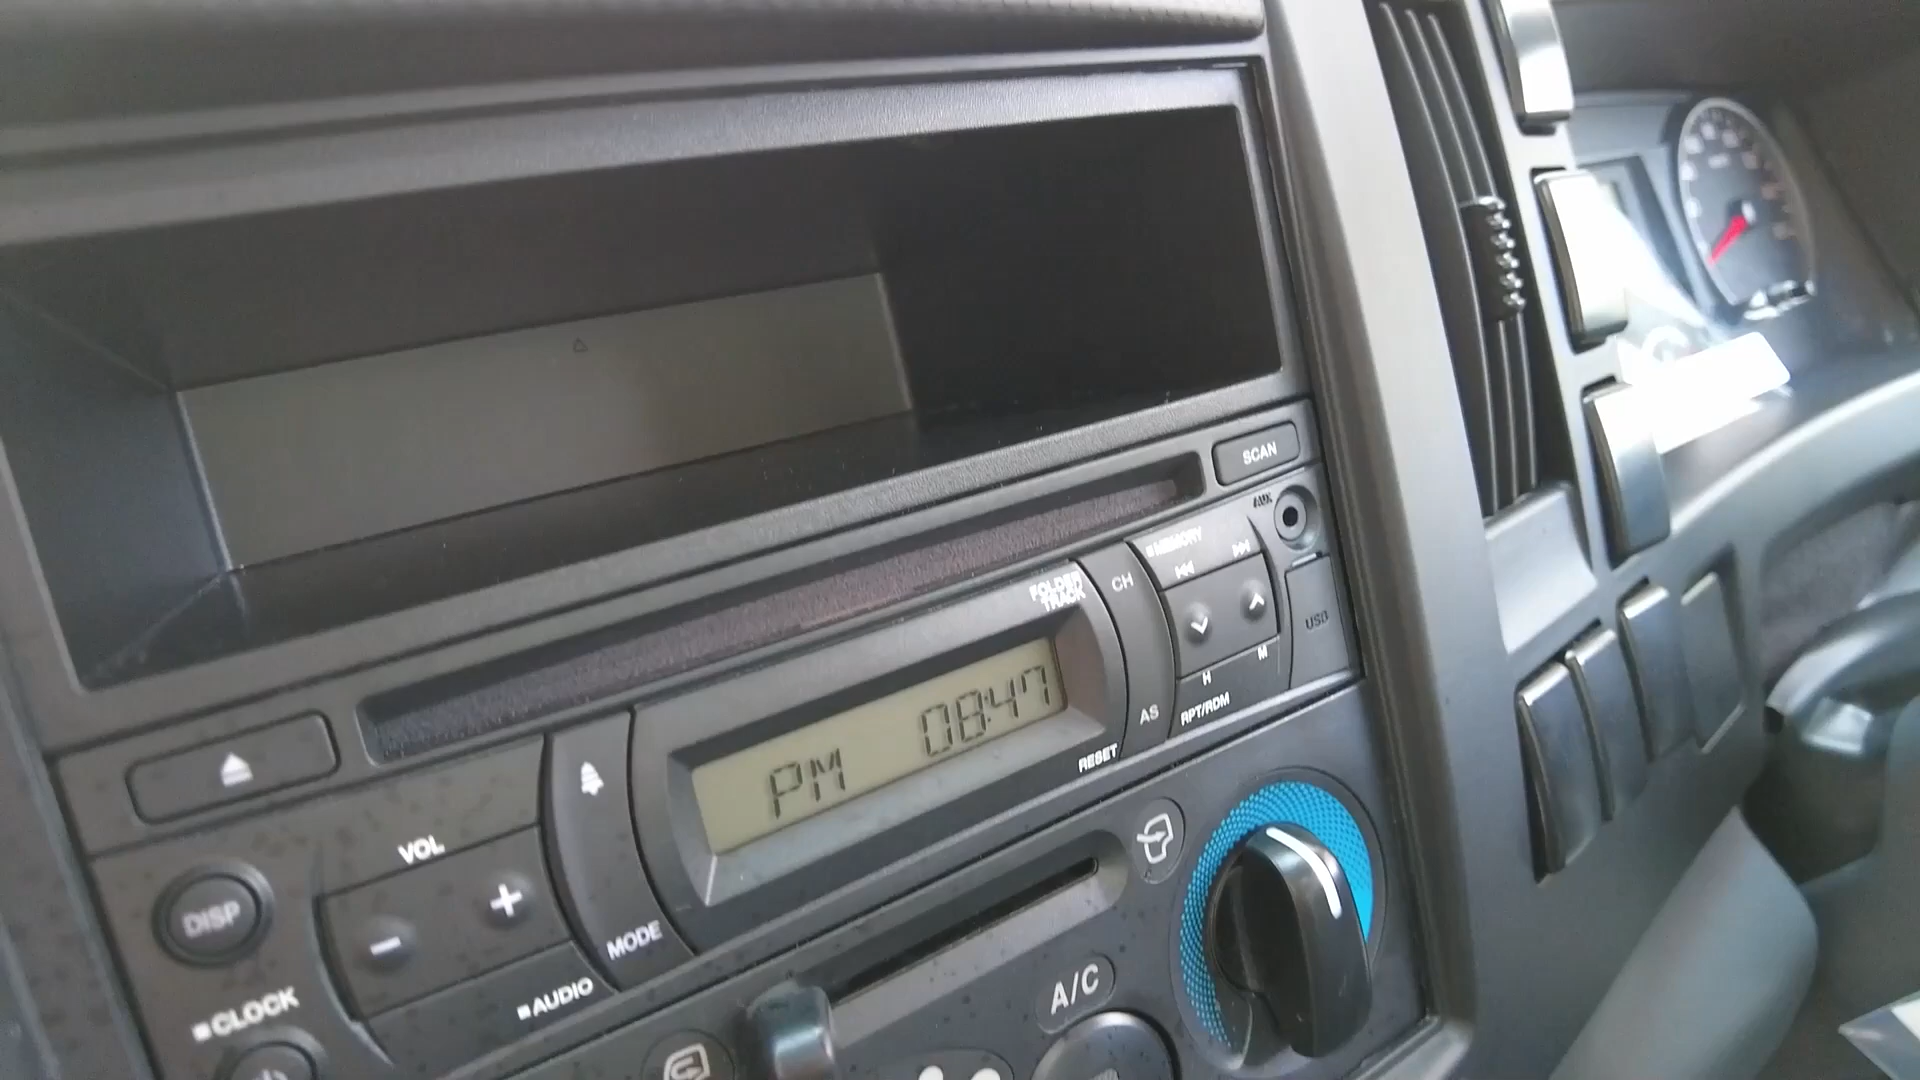 SCAN
AUX
MEMORY
FOLDER
TRACK
CH
USB
M
H
AS
RPT/RDM
PM 08:47
RESET
VOL
+
DISP
-
MODE
AUDIO
CLOCK
A/C